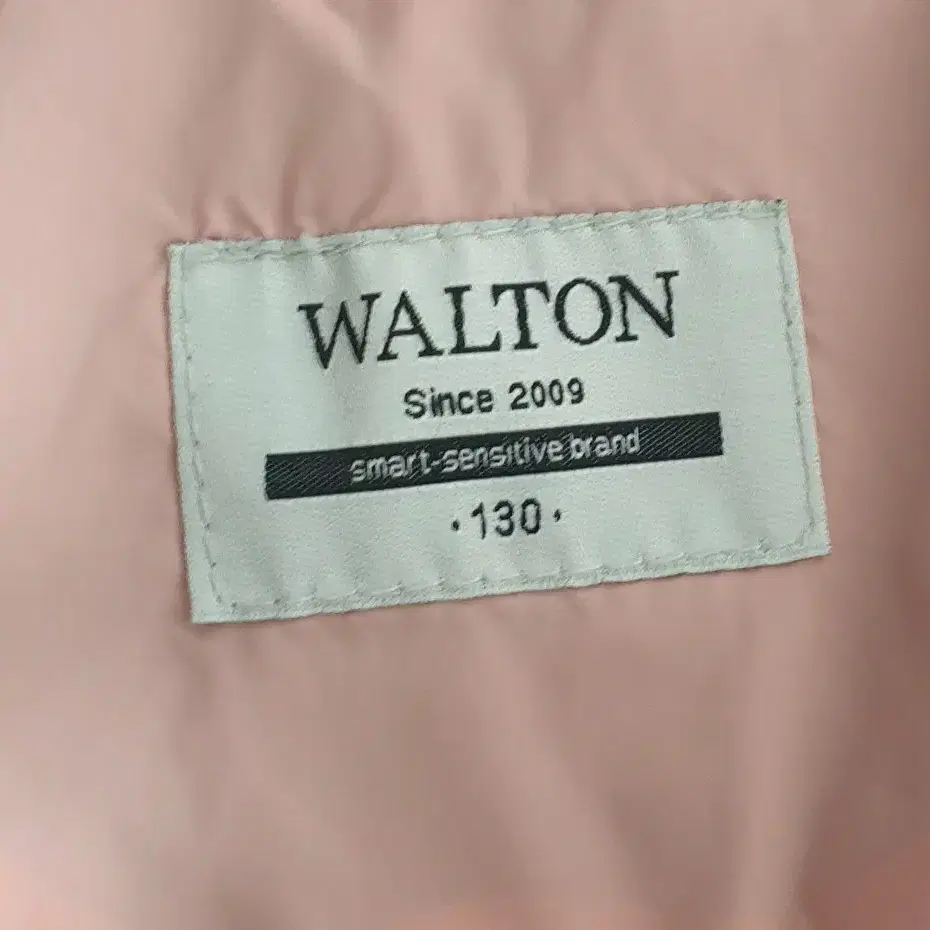 WALTON
Since 2009
smart-sensitive brand
·130·